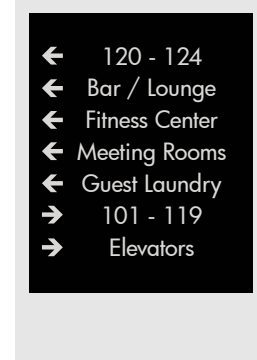 ← 120 - 124
← Bar / Lounge
← Fitness Center
← Meeting Rooms
← Guest Laundry
→ 101 - 119
→ Elevators